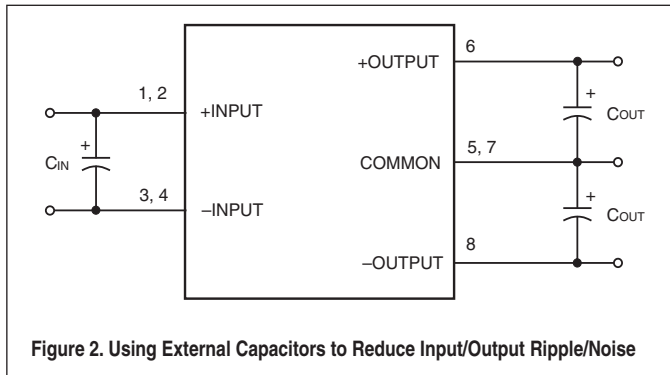 6
+OUTPUT
1, 2
+
+INPUT
COUT
5, 7
+
CIN
COMMON
3, 4
+
–INPUT
COUT
8
–OUTPUT
Figure 2. Using External Capacitors to Reduce Input/Output Ripple/Noise